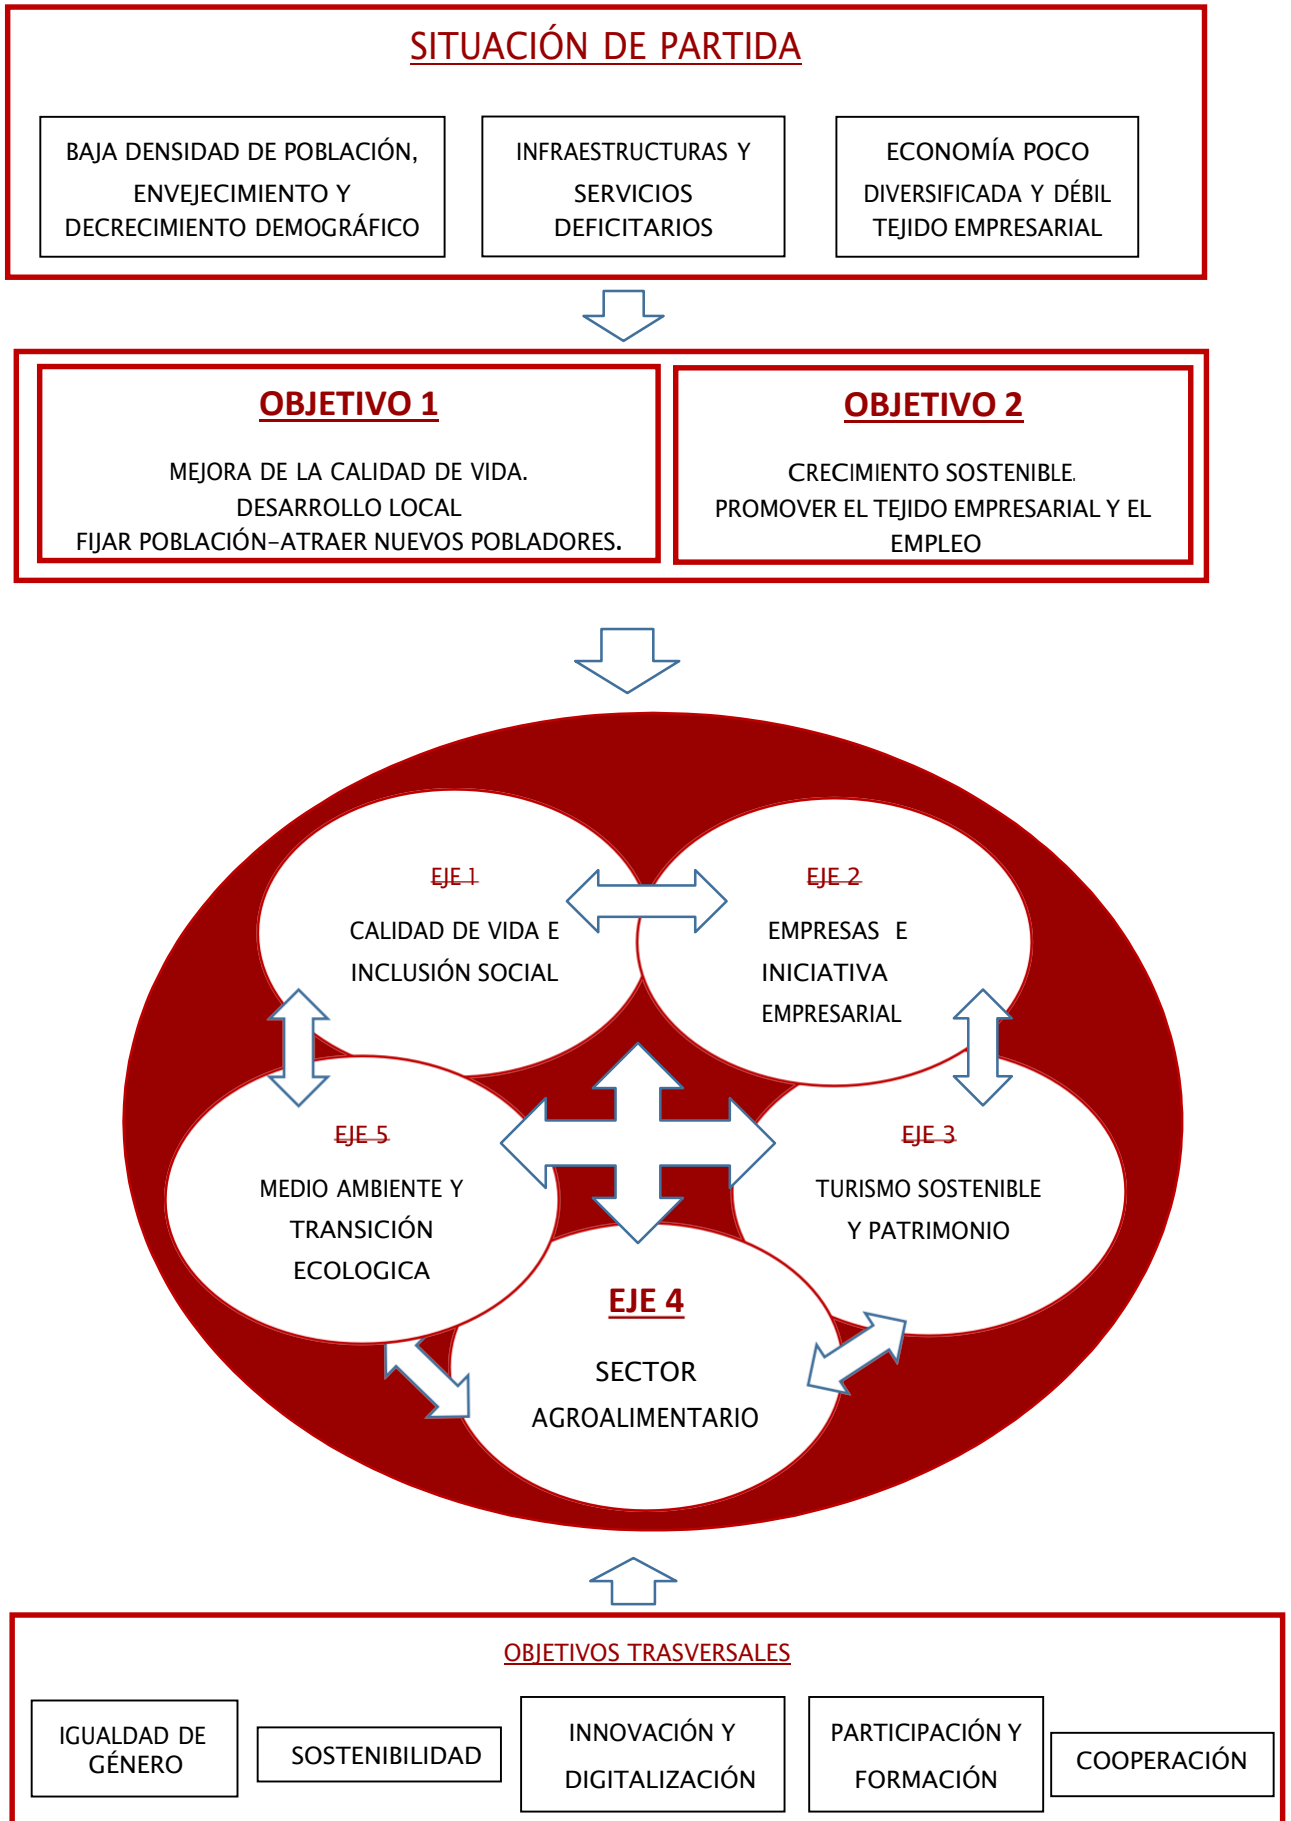 SITUACIÓN DE PARTIDA
BAJA DENSIDAD DE POBLACIÓN,
ENVEJECIMIENTO Y
DECRECIMIENTO DEMOGRÁFICO
INFRAESTRUCTURAS Y
SERVICIOS
DEFICITARIOS
ECONOMÍA POCO
DIVERSIFICADA Y DÉBIL
TEJIDO EMPRESARIAL
OBJETIVO 1
MEJORA DE LA CALIDAD DE VIDA.
DESARROLLO LOCAL
FIJAR POBLACIÓN-ATRAER NUEVOS POBLADORES.
OBJETIVO 2
CRECIMIENTO SOSTENIBLE.
PROMOVER EL TEJIDO EMPRESARIAL Y EL
EMPLEO
EJE 1
CALIDAD DE VIDA E
INCLUSIÓN SOCIAL
EJE 2
EMPRESAS E
INICIATIVA
EMPRESARIAL
EJE 5
MEDIO AMBIENTE Y
TRANSICIÓN
ECOLOGICA
EJE 3
TURISMO SOSTENIBLE
Y PATRIMONIO
EJE 4
SECTOR
AGROALIMENTARIO
OBJETIVOS TRASVERSALES
IGUALDAD DE
GÉNERO
SOSTENIBILIDAD
INNOVACIÓN Y
DIGITALIZACIÓN
PARTICIPACIÓN Y
FORMACIÓN
COOPERACIÓN